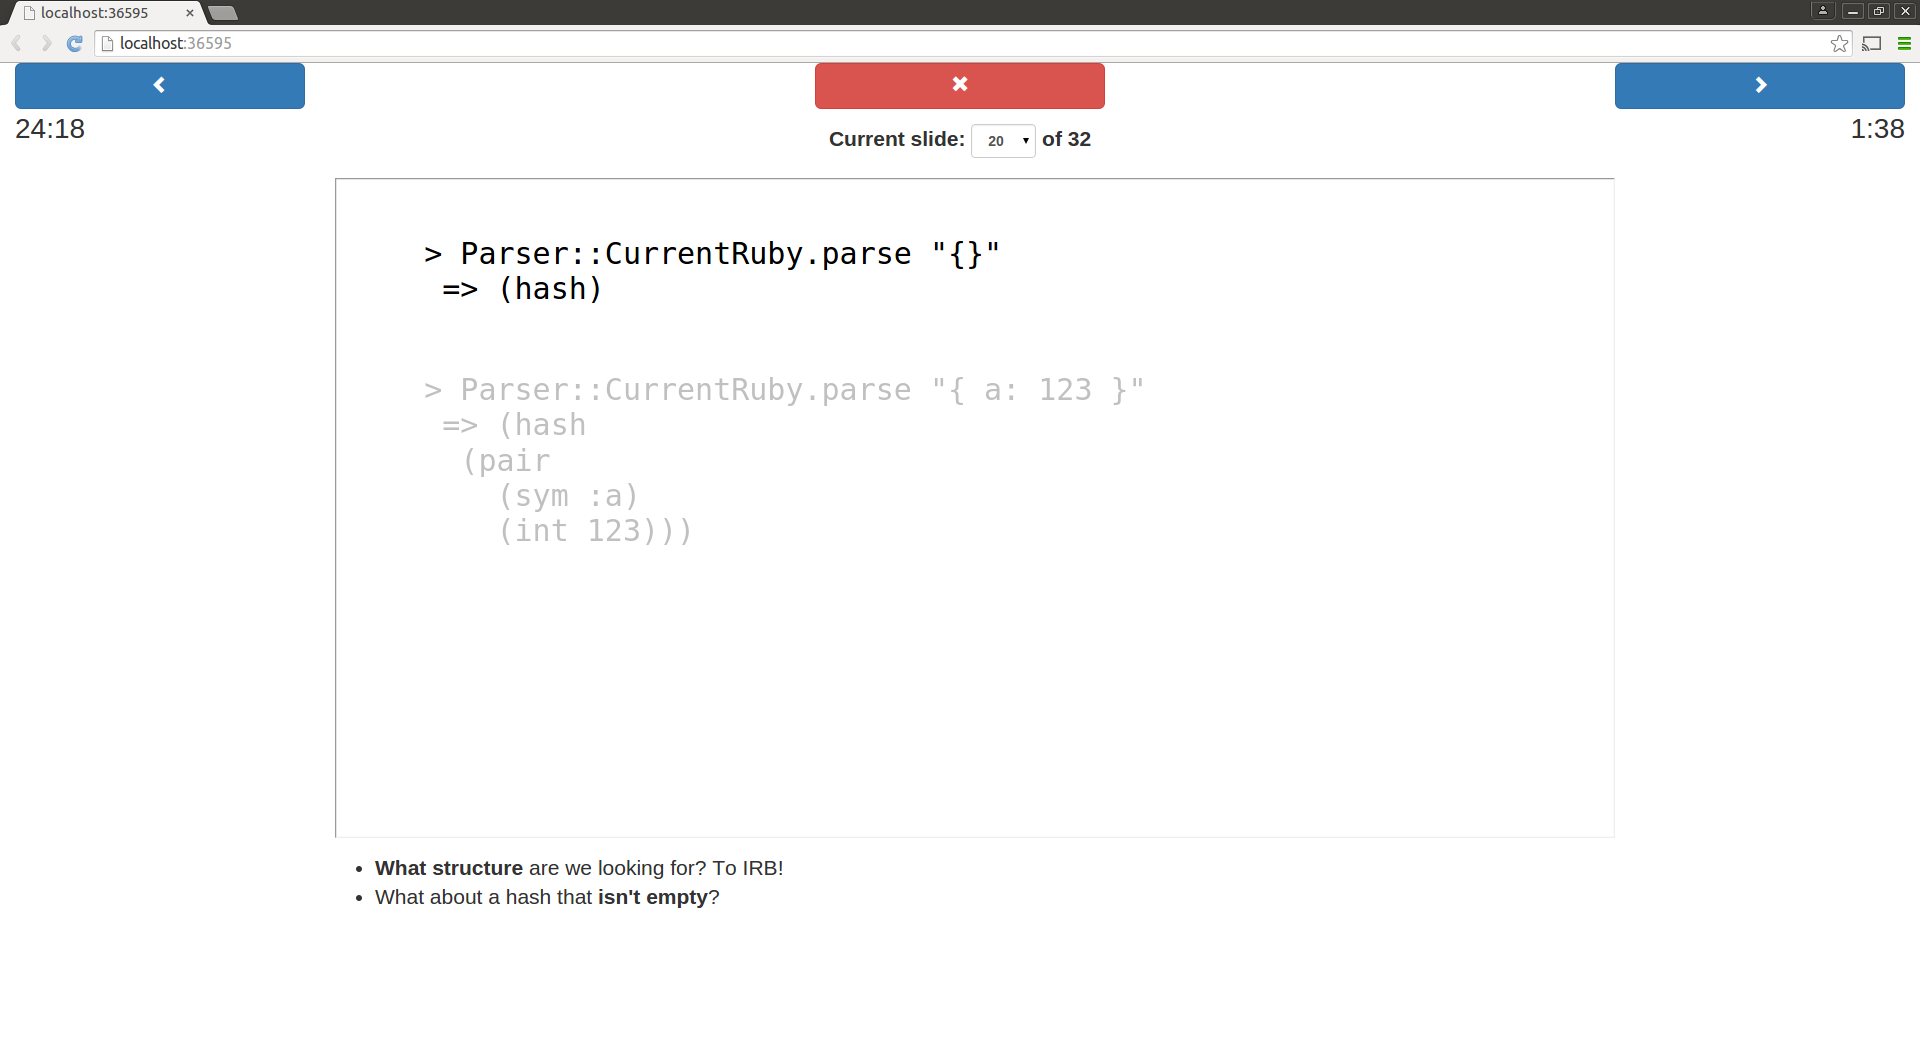 localhost:36595
localhost:36595
24:18
1:38
Current slide: 20 of 32
> Parser::CurrentRuby.parse "{}"
=> (hash)
> Parser::CurrentRuby.parse "{ a: 123 }"
=> (hash
(pair
(sym :a)
(int 123)))
• What structure are we looking for? To IRB!
• What about a hash that isn't empty?